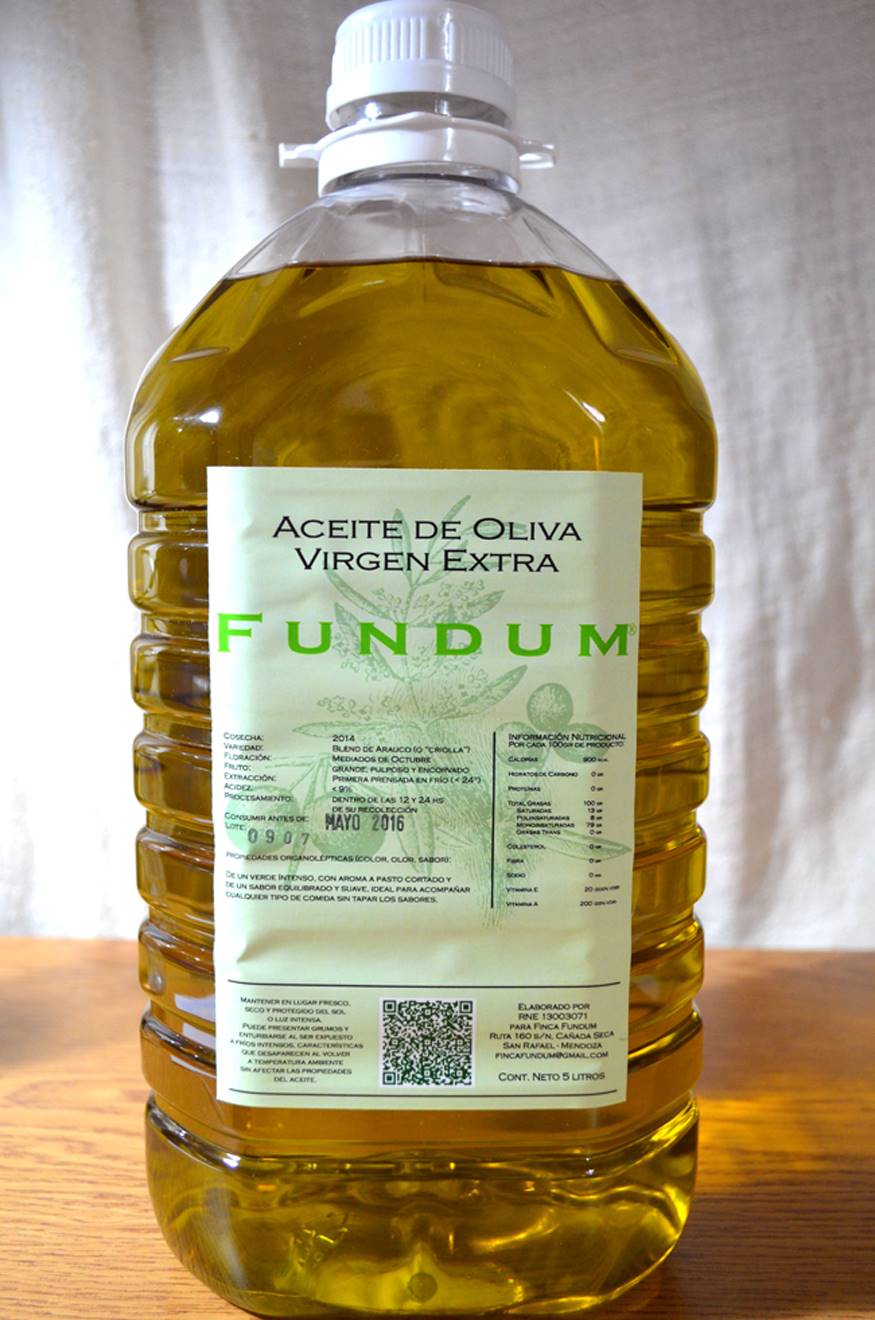 ACEITE DE OLIVA
VIRGEN EXTRA
FUNDUM®
COSECHA: 2014
VARIEDAD: BLEND DE ARAUCO (O "CRIOLLA")
FLORACIÓN: MEDIADOS DE OCTUBRE
FRUTO: GRANDE, PULPOSO Y ENCORVADO
EXTRACCIÓN: PRIMERA PRENSADA EN FRÍO (< 24°)
ACIDEZ: <9%
PROCESAMIENTO: DENTRO DE LAS 12 Y 24 HS
DE SU RECOLECCIÓN
CONSUMIR ANTES DE: MAYO 2016
LOTE: 0907
PROPIEDADES ORGANOLÉPTICAS (COLOR, OLOR, SABOR):
DE UN VERDE INTENSO, CON AROMA A PASTO CORTADO Y
DE UN SABOR EQUILIBRADO Y SUAVE, IDEAL PARA ACOMPAÑAR
CUALQUIER TIPO DE COMIDA SIN TAPAR LOS SABORES.
INFORMACIÓN NUTRICIONAL
POR CADA 100GR DE PRODUCTO:
CALORÍAS 900 KCAL
HIDRATOS DE CARBONO 0 GR
PROTEÍNAS 0 GR
TOTAL GRASAS 100 GR
SATURADAS 13 GR
POLINSATURADAS 8 GR
MONOINSATURADAS 79 GR
GRASAS TRANS 0 GR
COLESTEROL 0 GR
FIBRA 0 GR
SODIO 0 MG
VITAMINA E 20
VITAMINA A 200
MANTENER EN LUGAR FRESCO,
SECO Y PROTEGIDO DEL SOL
O LUZ INTENSA.
PUEDE PRESENTAR GRUMOS Y
ENTURBIARSE AL SER EXPUESTO
A FRÍOS INTENSOS, CARACTERÍSTICAS
QUE DESAPARECEN AL VOLVER
A TEMPERATURA AMBIENTE
SIN AFECTAR LAS PROPIEDADES
DEL ACEITE.
ELABORADO POR
RNE 13003071
PARA FINCA FUNDUM
RUTA 160 S/N, CAÑADA SECA
SAN RAFAEL - MENDOZA
FINCAFUNDUM@GMAIL.COM
CONT. NETO 5 LITROS